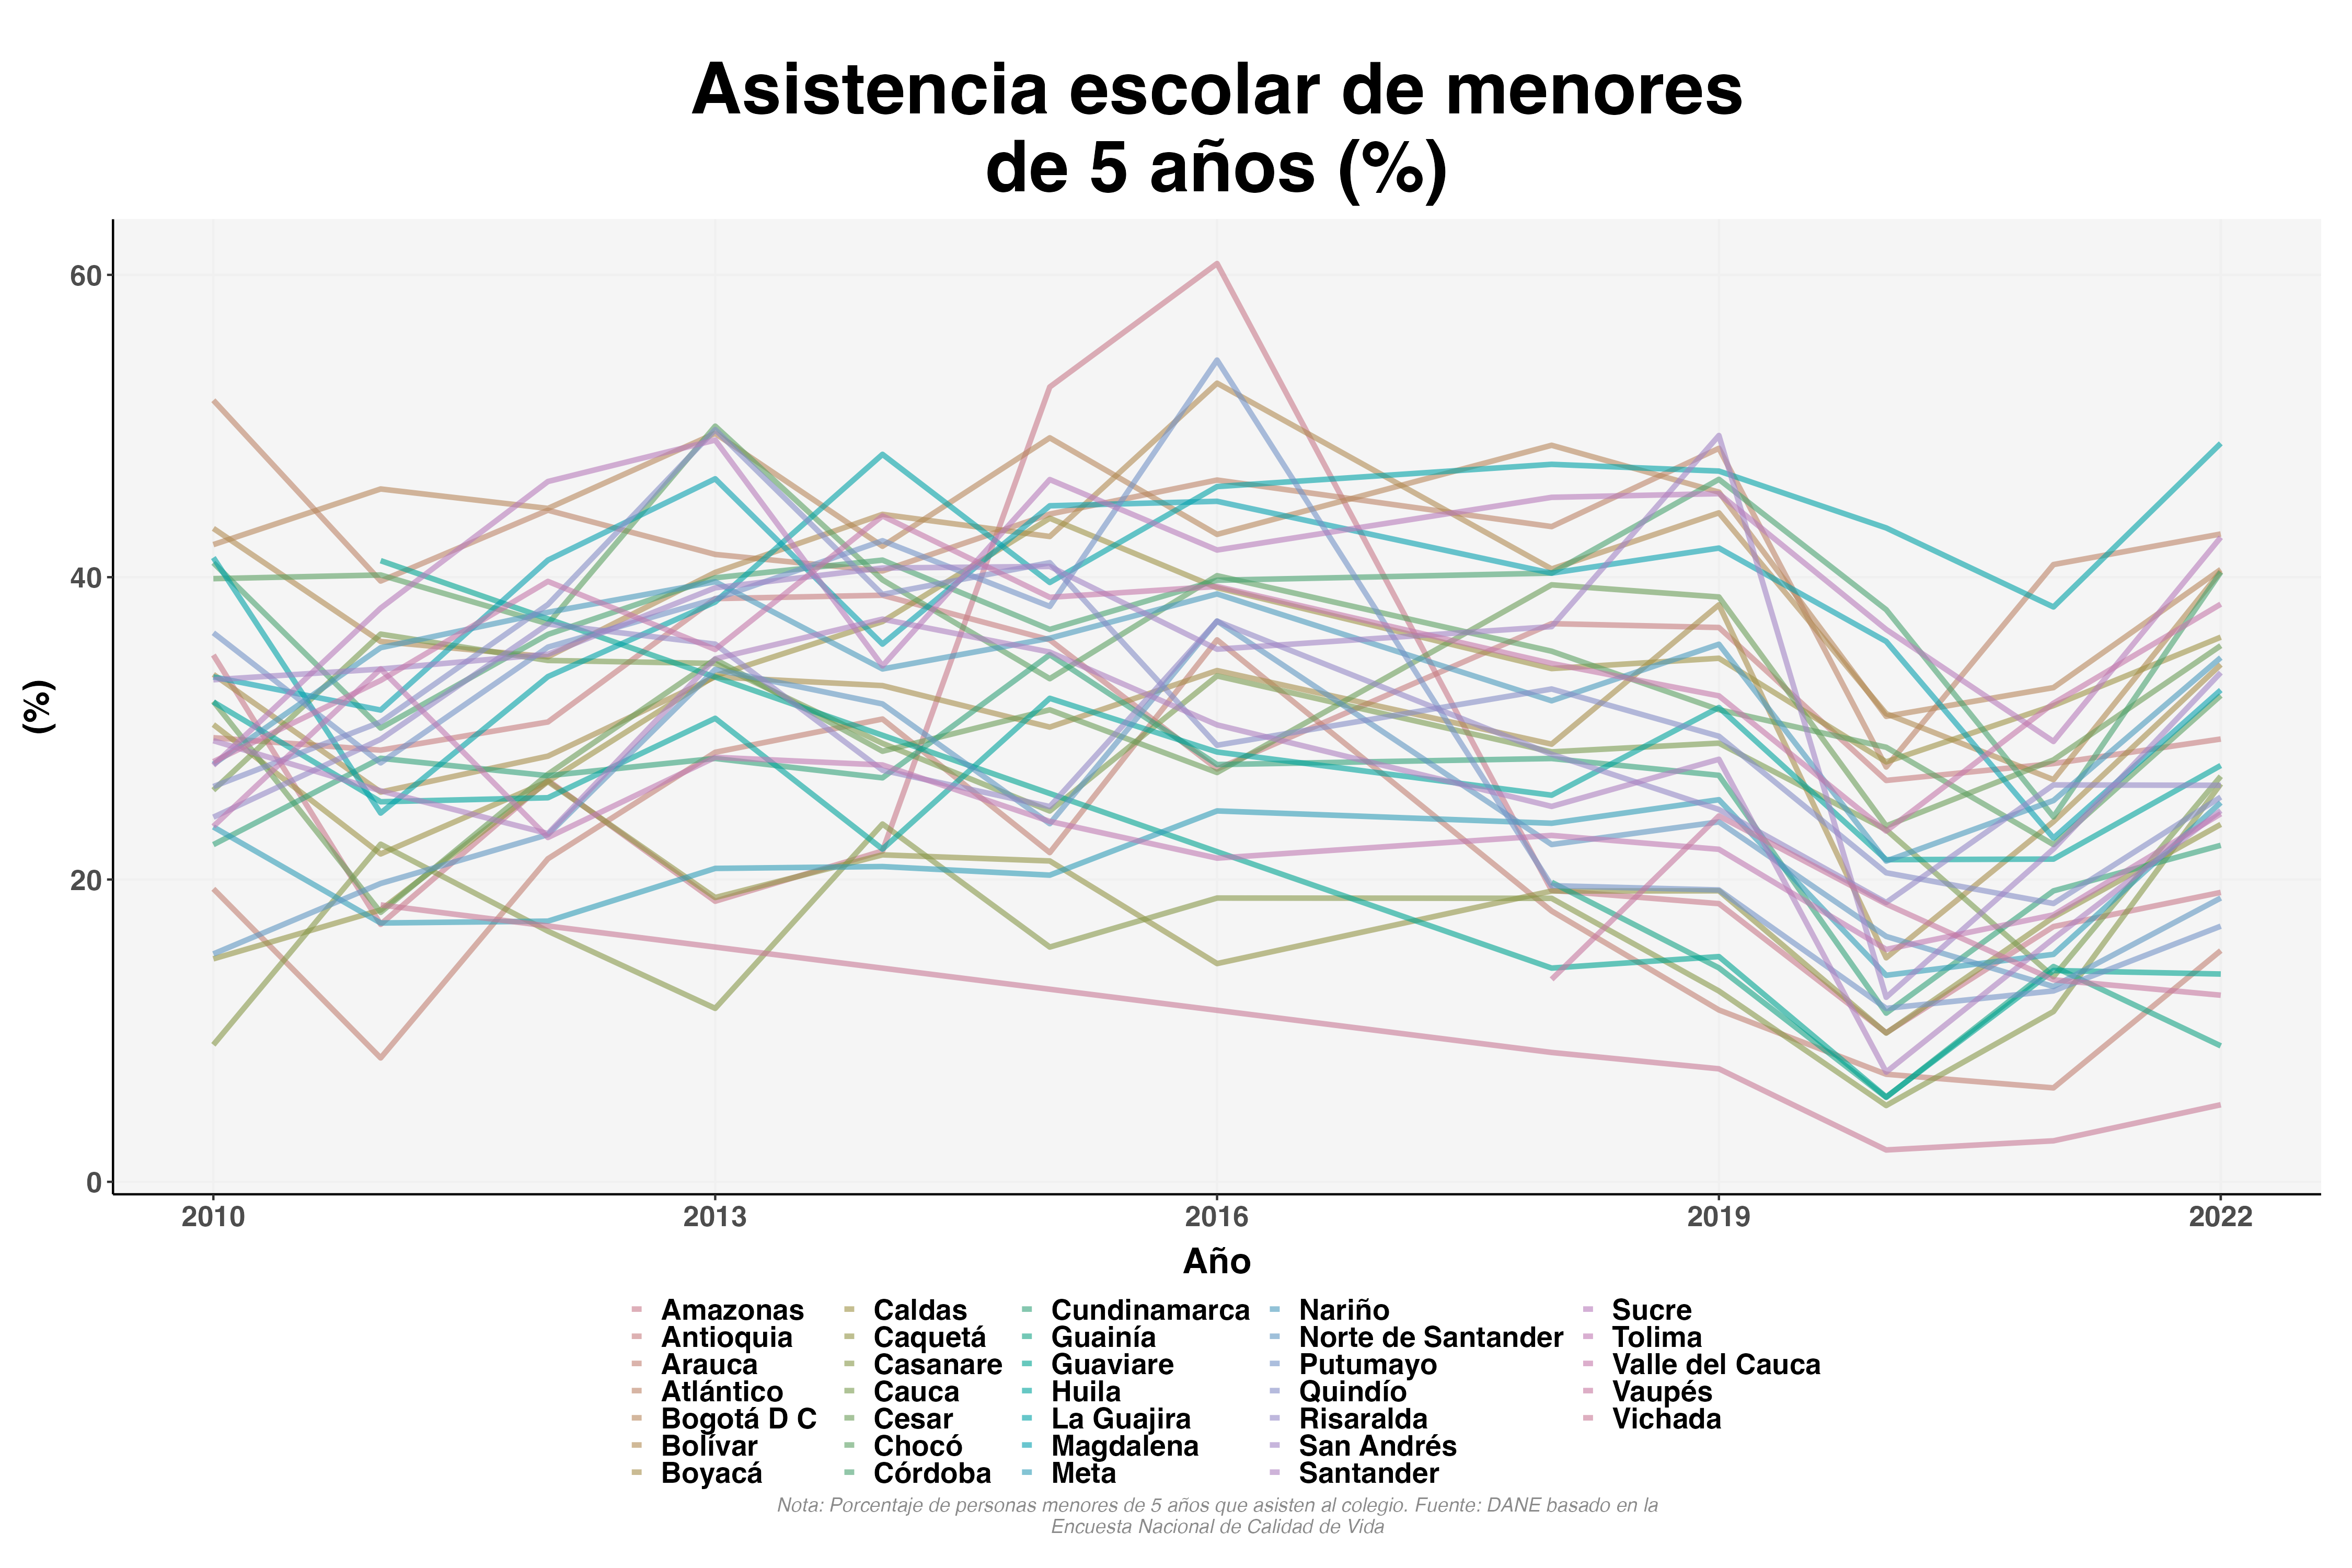 Asistencia escolar de menores
de 5 años (%)
(%)
60
40
20
0
2010 2013 2016 2019 2022
Año
Amazonas
Antioquia
Arauca
Atlántico
Bogotá D C
Bolívar
Boyacá
Caldas
Caquetá
Casanare
Cauca
Cesar
Chocó
Córdoba
Cundinamarca
Guainía
Guaviare
Huila
La Guajira
Magdalena
Meta
Nariño
Norte de Santander
Putumayo
Quindío
Risaralda
San Andrés
Santander
Sucre
Tolima
Valle del Cauca
Vaupés
Vichada
Nota: Porcentaje de personas menores de 5 años que asisten al colegio. Fuente: DANE basado en la
Encuesta Nacional de Calidad de Vida